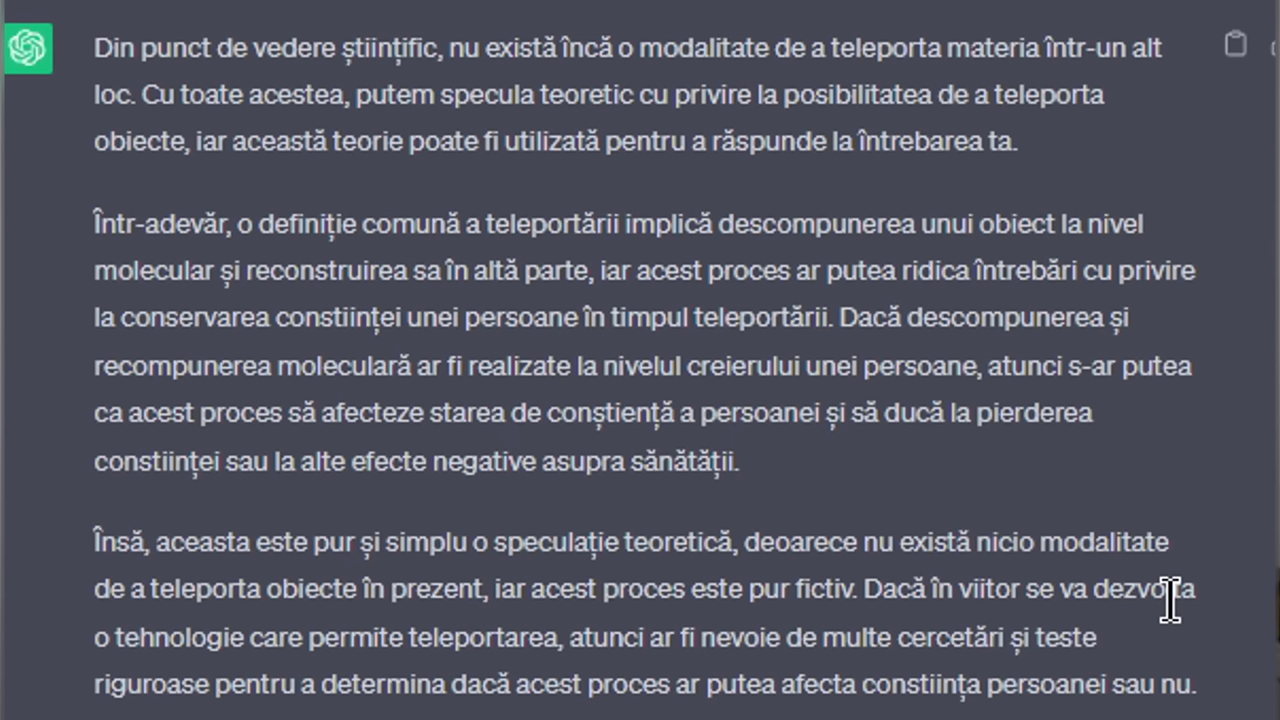 Din punct de vedere științific, nu există încă o modalitate de a teleporta materia într-un alt
loc. Cu toate acestea, putem specula teoretic cu privire la posibilitatea de a teleporta
obiecte, iar această teorie poate fi utilizată pentru a răspunde la întrebarea ta.
Într-adevăr, o definiție comună a teleportării implică descompunerea unui obiect la nivel
molecular și reconstruirea sa în altă parte, iar acest proces ar putea ridica întrebări cu privire
la conservarea constiinței unei persoane în timpul teleportării. Dacă descompunerea și
recompunerea moleculară ar fi realizate la nivelul creierului unei persoane, atunci s-ar putea
ca acest proces să afecteze starea de conștiență a persoanei și să ducă la pierderea
constiinței sau la alte efecte negative asupra sănătății.
Însă, aceasta este pur și simplu o speculație teoretică, deoarece nu există nicio modalitate
de a teleporta obiecte în prezent, iar acest proces este pur fictiv. Dacă în viitor se va dezvolta
o tehnologie care permite teleportarea, atunci ar fi nevoie de multe cercetări și teste
riguroase pentru a determina dacă acest proces ar putea afecta constiința persoanei sau nu.